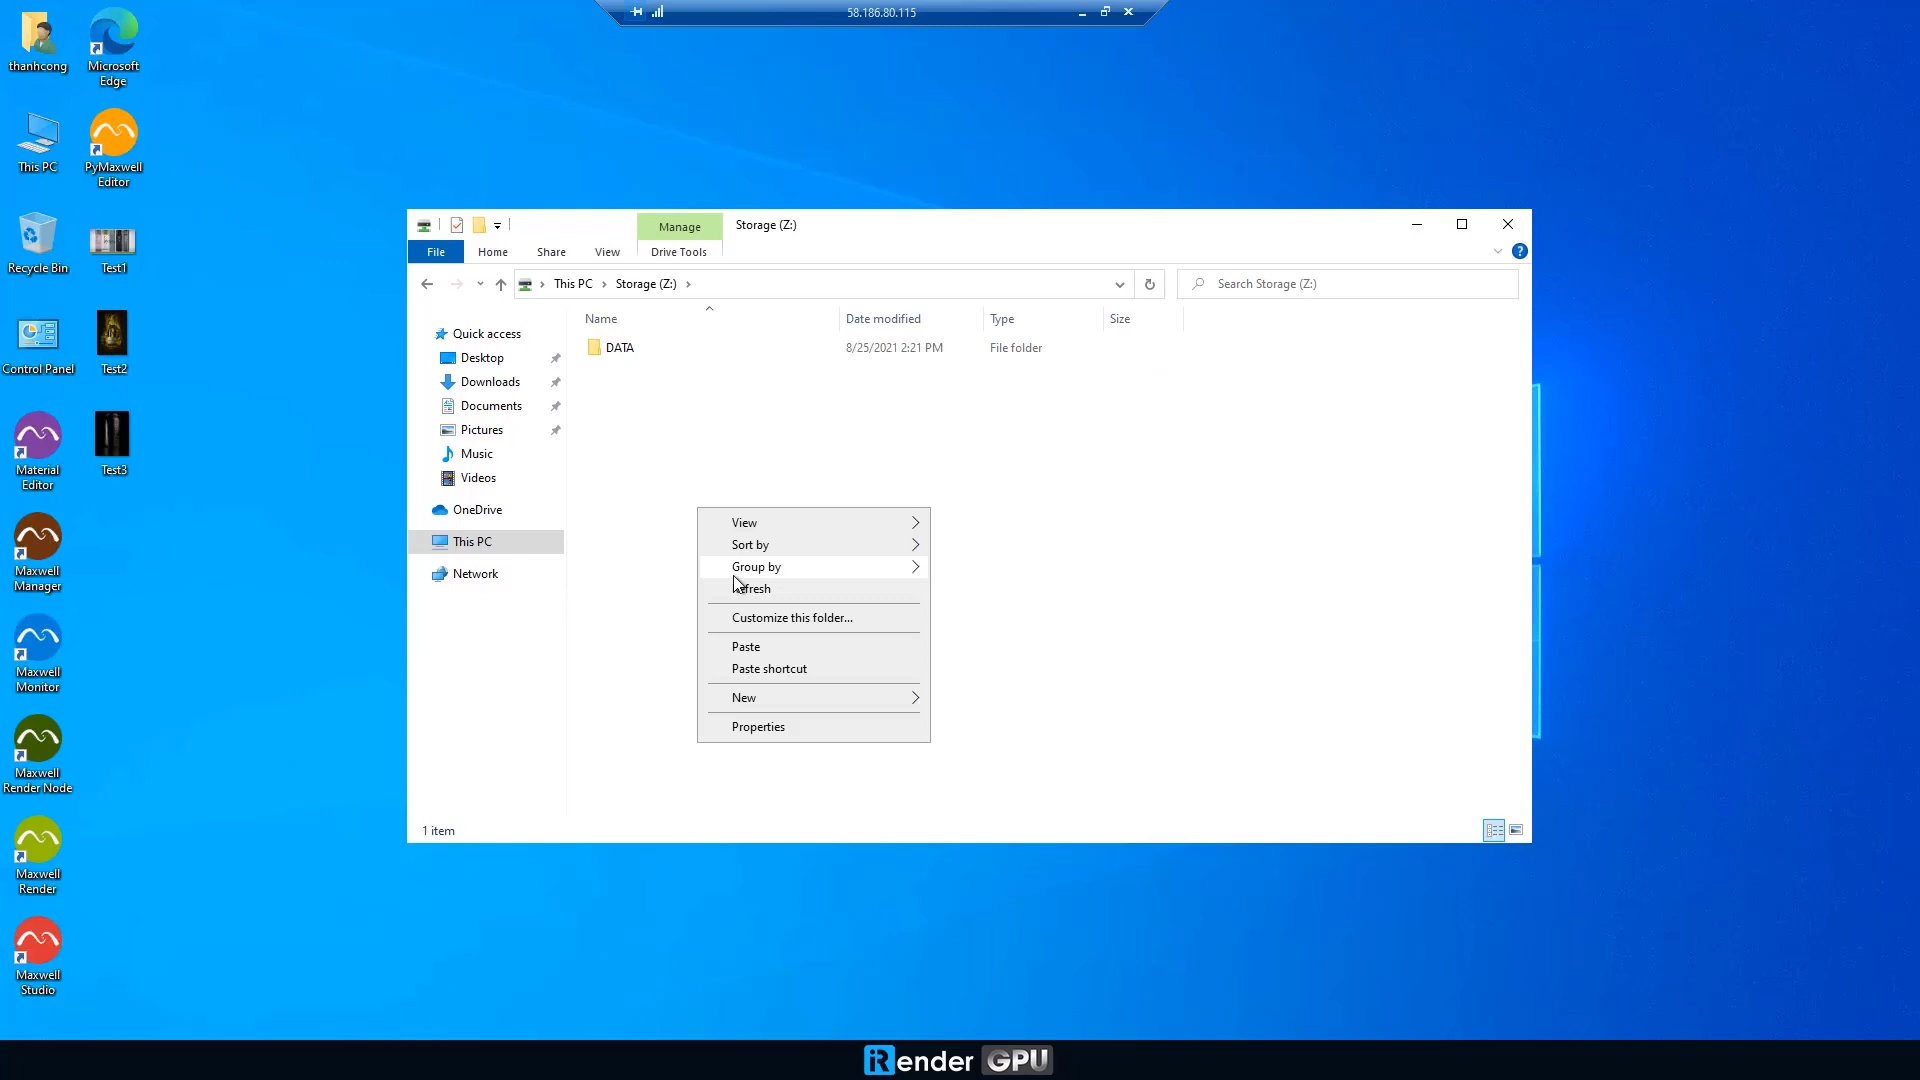 58.186.80.115
thanhcong
Microsoft
Edge
This PC
PyMaxwell
Editor
Recycle Bin
Test1
Control Panel
Test2
Material
Editor
Test3
Maxwell
Manager
Maxwell
Monitor
Maxwell
Render Node
Maxwell
Render
Maxwell
Studio
Manage
Storage (Z:)
File
Home
Share
View
Drive Tools
?
This PC
Storage (Z:)
Search Storage (Z:)
Name
Date modified
Type
Size
DATA
8/25/2021 2:21 PM
File folder
Quick access
Desktop
Downloads
Documents
Pictures
Music
Videos
OneDrive
This PC
Network
View
Sort by
Group by
Refresh
Customize this folder...
Paste
Paste shortcut
New
Properties
1 item
iRender GPU